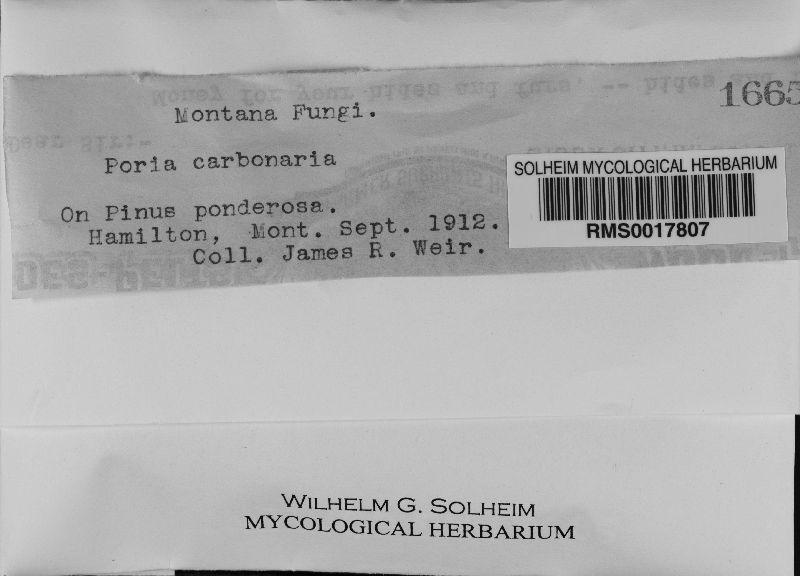 1665
Montana Fungi.
Poria carbonaria
On Pinus ponderosa.
Hamilton, Mont. Sept. 1912.
Coll. James R. Weir.
SOLHEIM MYCOLOGICAL HERBARIUM
RMS0017807
WILHELM G. SOLHEIM
MYCOLOGICAL HERBARIUM